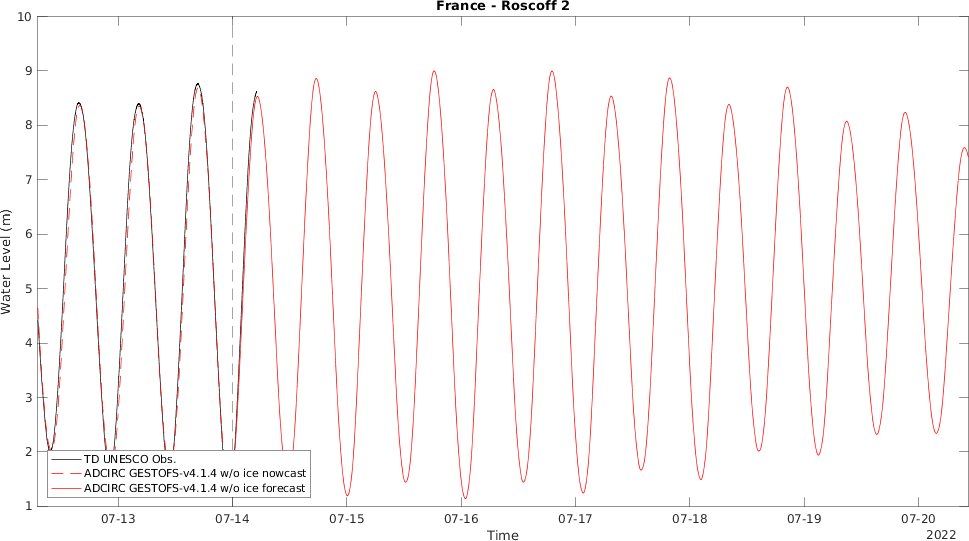 France - Roscoff 2
10
9
8
7
6
5
4
3
2
1
Water Level (m)
TD UNESCO Obs.
ADCIRC GESTOFS-v4.1.4 w/o ice nowcast
ADCIRC GESTOFS-v4.1.4 w/o ice forecast
07-13 07-14 07-15 07-16 07-17 07-18 07-19 07-20
Time
2022